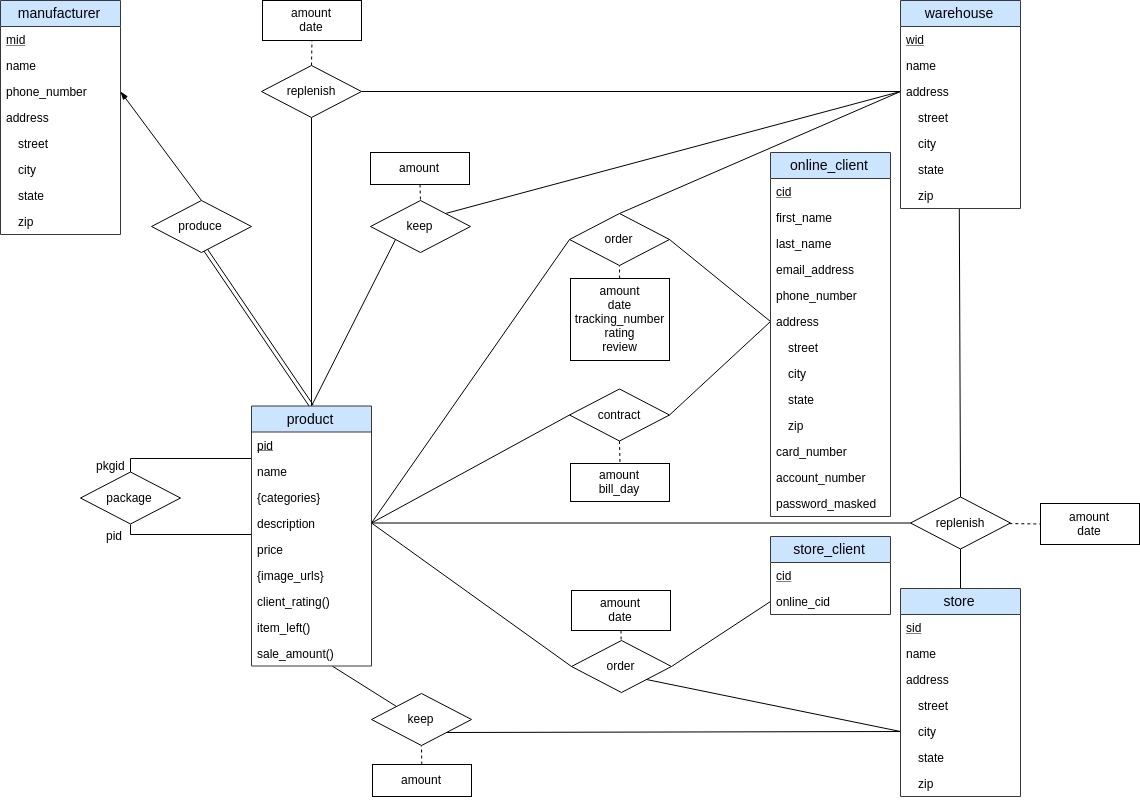 manufacturer
mid
name
phone_number
address
street
city
state
zip
amount
date
replenish
produce
amount
keep
warehouse
wid
name
address
street
city
state
zip
order
amount
date
tracking_number
rating
review
online_client
cid
first_name
last_name
email_address
phone_number
address
street
city
state
zip
card_number
account_number
password_masked
contract
amount
bill_day
product
pid
name
{categories}
description
price
{image_urls}
client_rating()
item_left()
sale_amount()
pkgid
package
pid
replenish
amount
date
store_client
cid
online_cid
amount
date
order
store
sid
name
address
street
city
state
zip
keep
amount